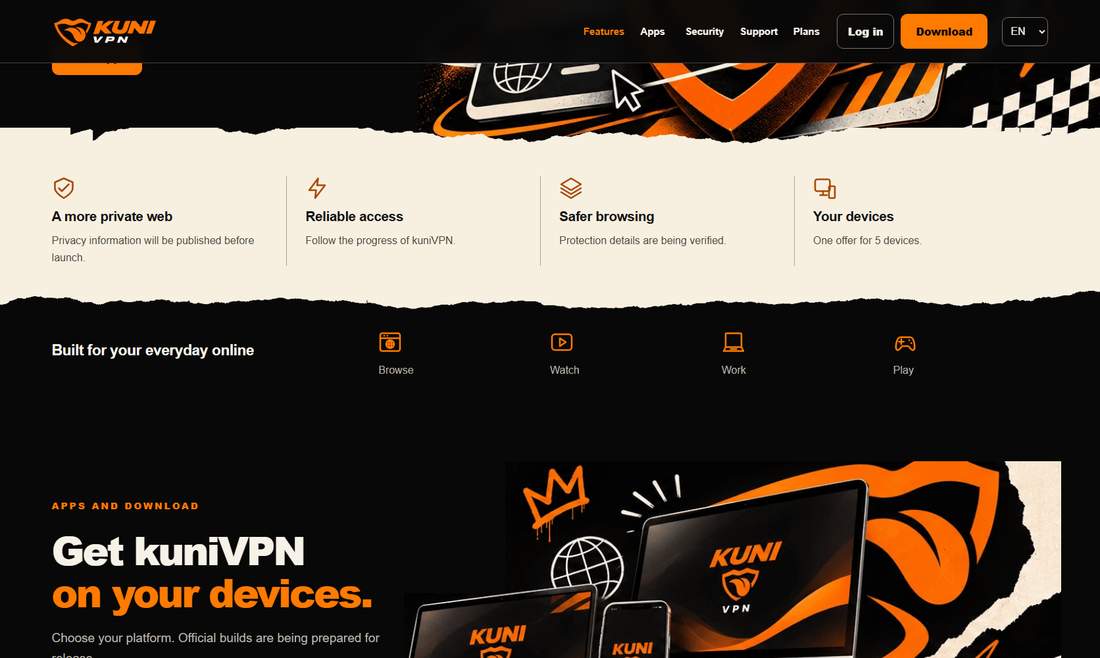 KUNI
VPN
Features Apps Security Support Plans Log in Download EN
A more private web
Privacy information will be published before
launch.
Reliable access
Follow the progress of kuniVPN.
Safer browsing
Protection details are being verified.
Your devices
One offer for 5 devices.
Built for your everyday online
Browse
Watch
Work
Play
APPS AND DOWNLOAD
Get kuniVPN
on your devices.
Choose your platform. Official builds are being prepared for
release.
KUNI
VPN
KUNI
KUNI